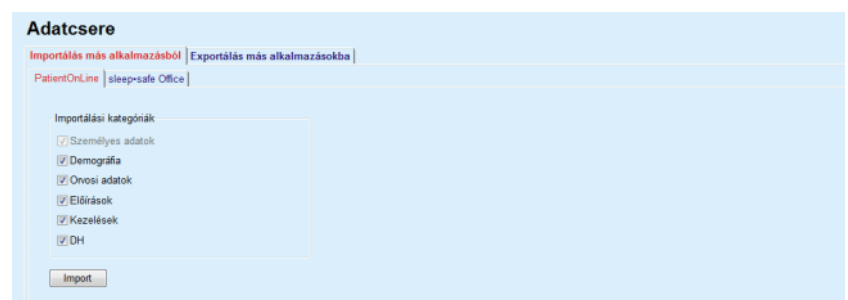 Adatcsere
Importálás más alkalmazásból Exportálás más alkalmazásokba
PatientOnLine sleep•safe Office
Importálási kategóriák
Személyes adatok
Demográfia
Orvosi adatok
Előírások
Kezelések
DH
Import